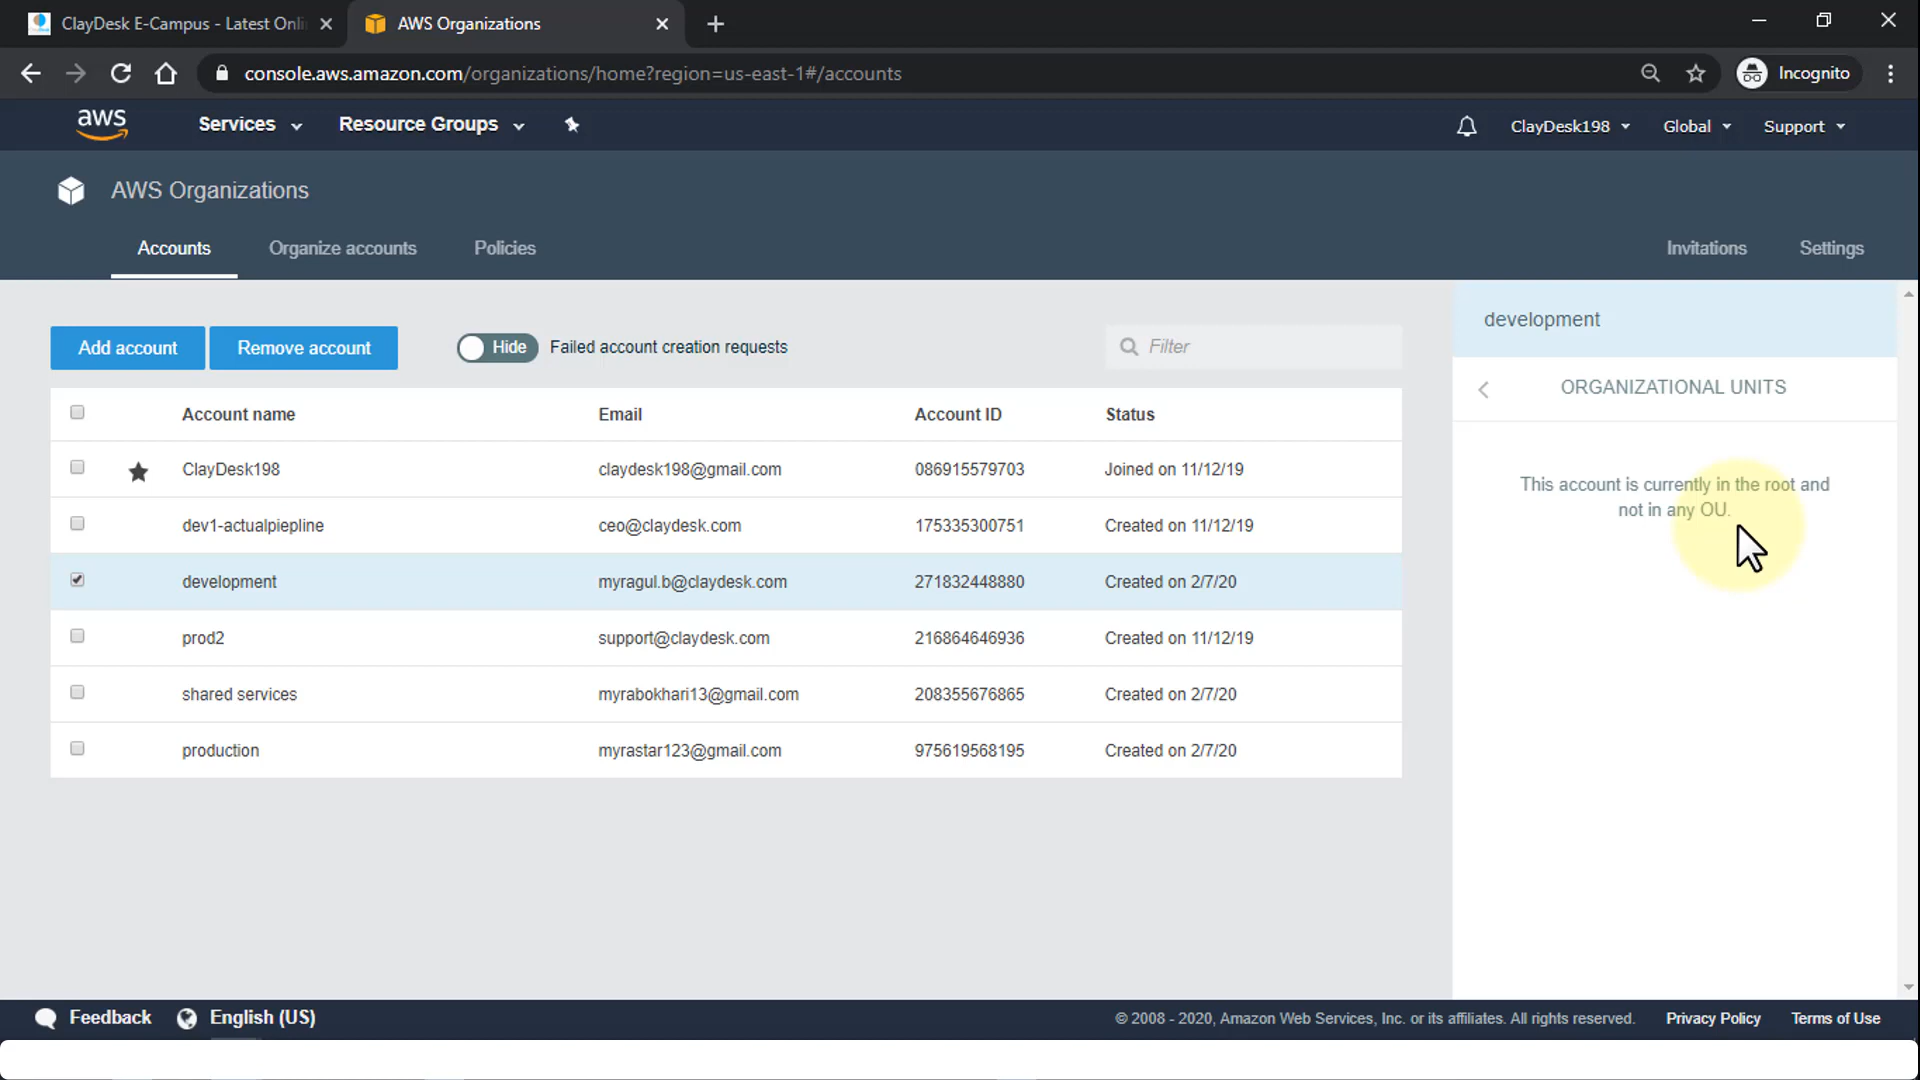 ClayDesk E-Campus - Latest Onli
AWS Organizations
console.aws.amazon.com/organizations/home?region=us-east-1#/accounts
Incognito
aws
Services
Resource Groups
ClayDesk198
Global
Support
AWS Organizations
Accounts
Organize accounts
Policies
Invitations
Settings
Add account
Remove account
Hide
Failed account creation requests
Filter
Account name Email Account ID Status
ClayDesk198 claydesk198@gmail.com 086915579703 Joined on 11/12/19
dev1-actualpiepline ceo@claydesk.com 175335300751 Created on 11/12/19
development myragul.b@claydesk.com 271832448880 Created on 2/7/20
prod2 support@claydesk.com 216864646936 Created on 11/12/19
shared services myrabokhari13@gmail.com 208355676865 Created on 2/7/20
production myrastar123@gmail.com 975619568195 Created on 2/7/20
development
ORGANIZATIONAL UNITS
This account is currently in the root and
not in any OU.
Feedback
English (US)
© 2008 - 2020, Amazon Web Services, Inc. or its affiliates. All rights reserved.
Privacy Policy
Terms of Use